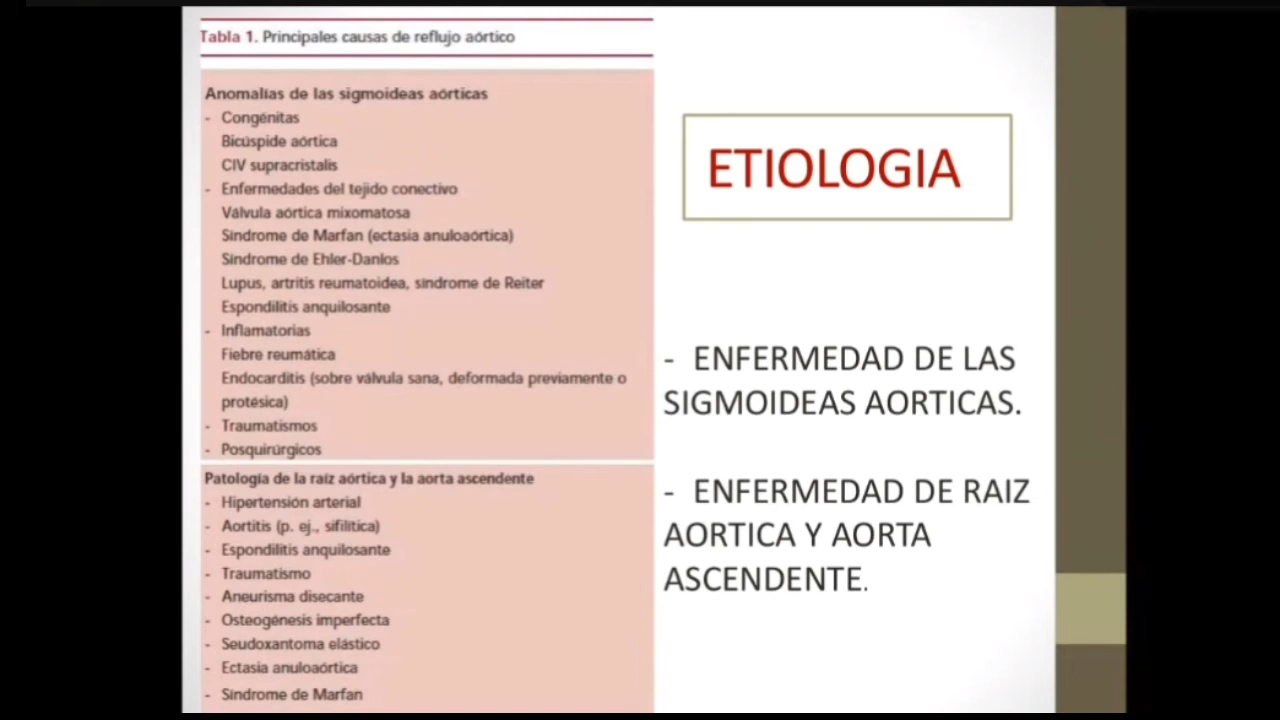 Tabla 1. Principales causas de reflujo aórtico
Anomalías de las sigmoideas aórticas
- Congénitas
Bicúspide aórtica
CIV supracristalis
- Enfermedades del tejido conectivo
Válvula aórtica mixomatosa
Síndrome de Marfan (ectasia anuloaórtica)
Síndrome de Ehler-Danlos
Lupus, artritis reumatoidea, síndrome de Reiter
Espondilitis anquilosante
- Inflamatorias
Fiebre reumática
Endocarditis (sobre válvula sana, deformada previamente o
protésica)
- Traumatismos
- Posquirúrgicos
Patología de la raíz aórtica y la aorta ascendente
- Hipertensión arterial
- Aortitis (p. ej., sifilítica)
- Espondilitis anquilosante
- Traumatismo
- Aneurisma disecante
- Osteogénesis imperfecta
- Seudoxantoma elástico
- Ectasia anuloaórtica
- Síndrome de Marfan
ETIOLOGIA
- ENFERMEDAD DE LAS
SIGMOIDEAS AORTICAS.
- ENFERMEDAD DE RAIZ
AORTICA Y AORTA
ASCENDENTE.